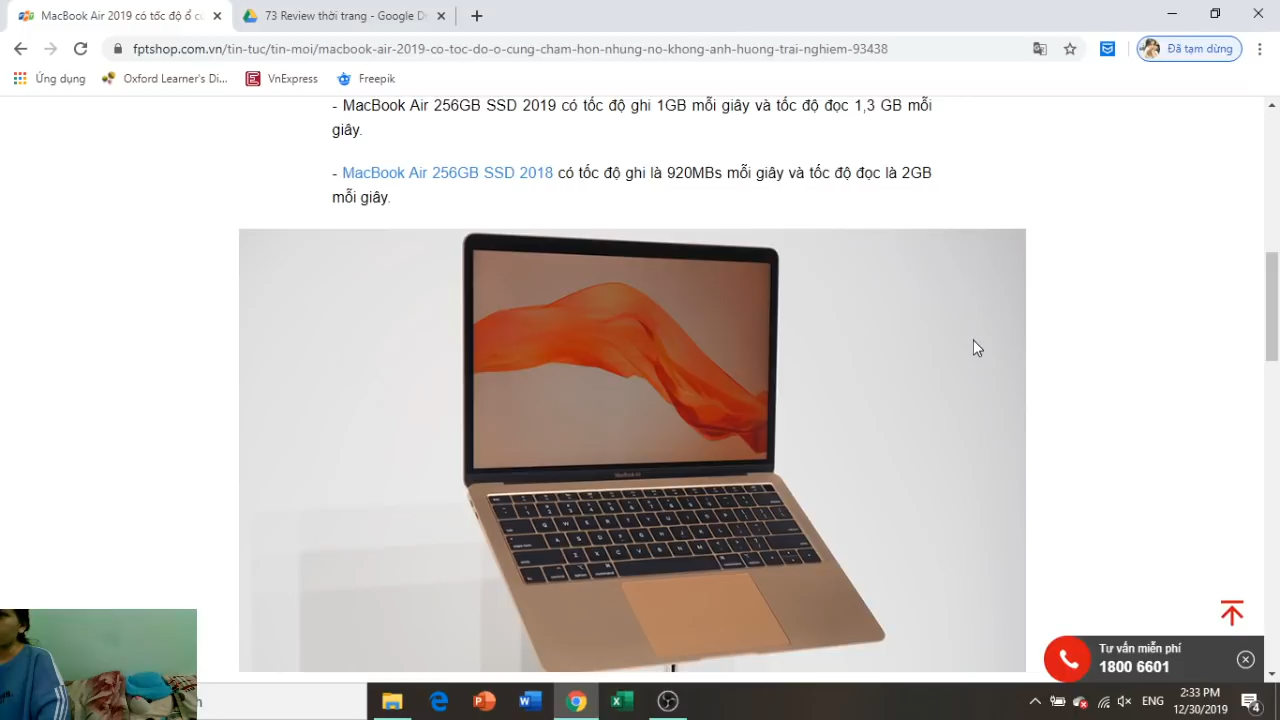 MacBook Air 2019 có tốc độ ổ c
73 Review thời trang - Google D
fptshop.com.vn/tin-tuc/tin-moi/macbook-air-2019-co-toc-do-o-cung-cham-hon-nhung-no-khong-anh-huong-trai-nghiem-93438
Đã tạm dừng
Ứng dụng
Oxford Learner's Di...
VnExpress
Freepik
- MacBook Air 256GB SSD 2019 có tốc độ ghi 1GB mỗi giây và tốc độ đọc 1,3 GB mỗi
giây.
- MacBook Air 256GB SSD 2018 có tốc độ ghi là 920MBs mỗi giây và tốc độ đọc là 2GB
mỗi giây.
Tư vấn miễn phí
1800 6601
ENG
2:33 PM
12/30/2019
4